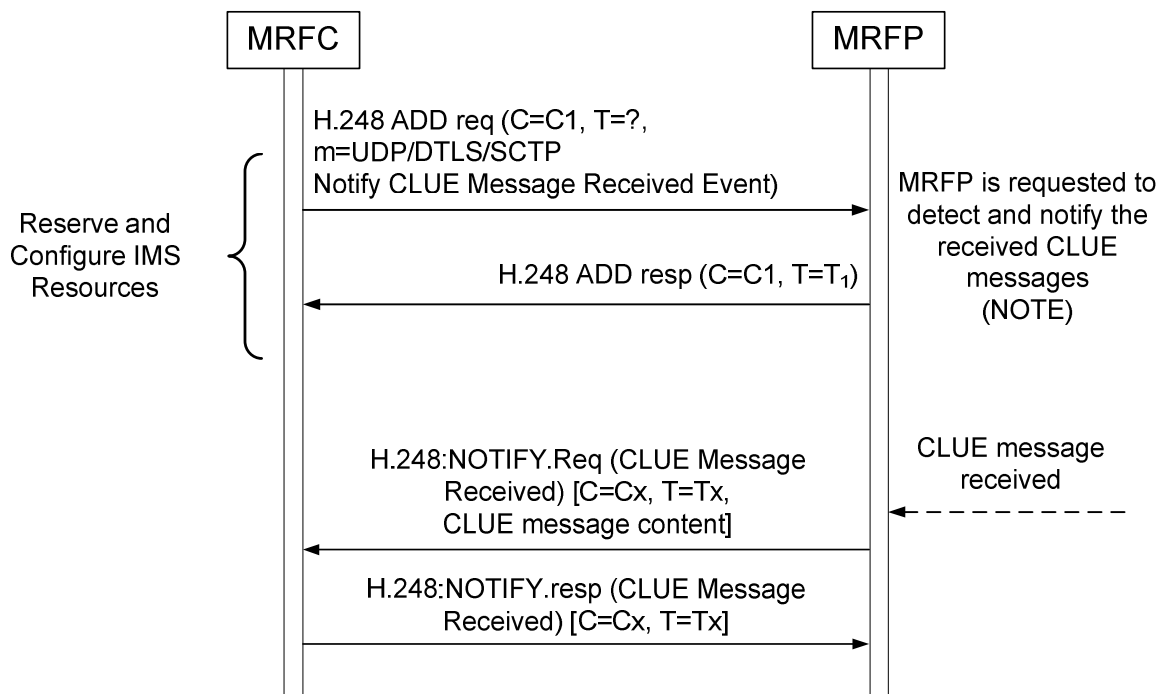 MRFC
MRFP
H.248 ADD req (C=C1, T=?,
m=UDP/DTLS/SCTP
Notify CLUE Message Received Event)
Reserve and
Configure IMS
Resources
MRFP is requested to
detect and notify the
received CLUE
messages
(NOTE)
H.248 ADD resp (C=C1, T=T₁)
CLUE message
received
H.248:NOTIFY.Req (CLUE Message
Received) [C=Cx, T=Tx,
CLUE message content]
H.248:NOTIFY.resp (CLUE Message
Received) [C=Cx, T=Tx]